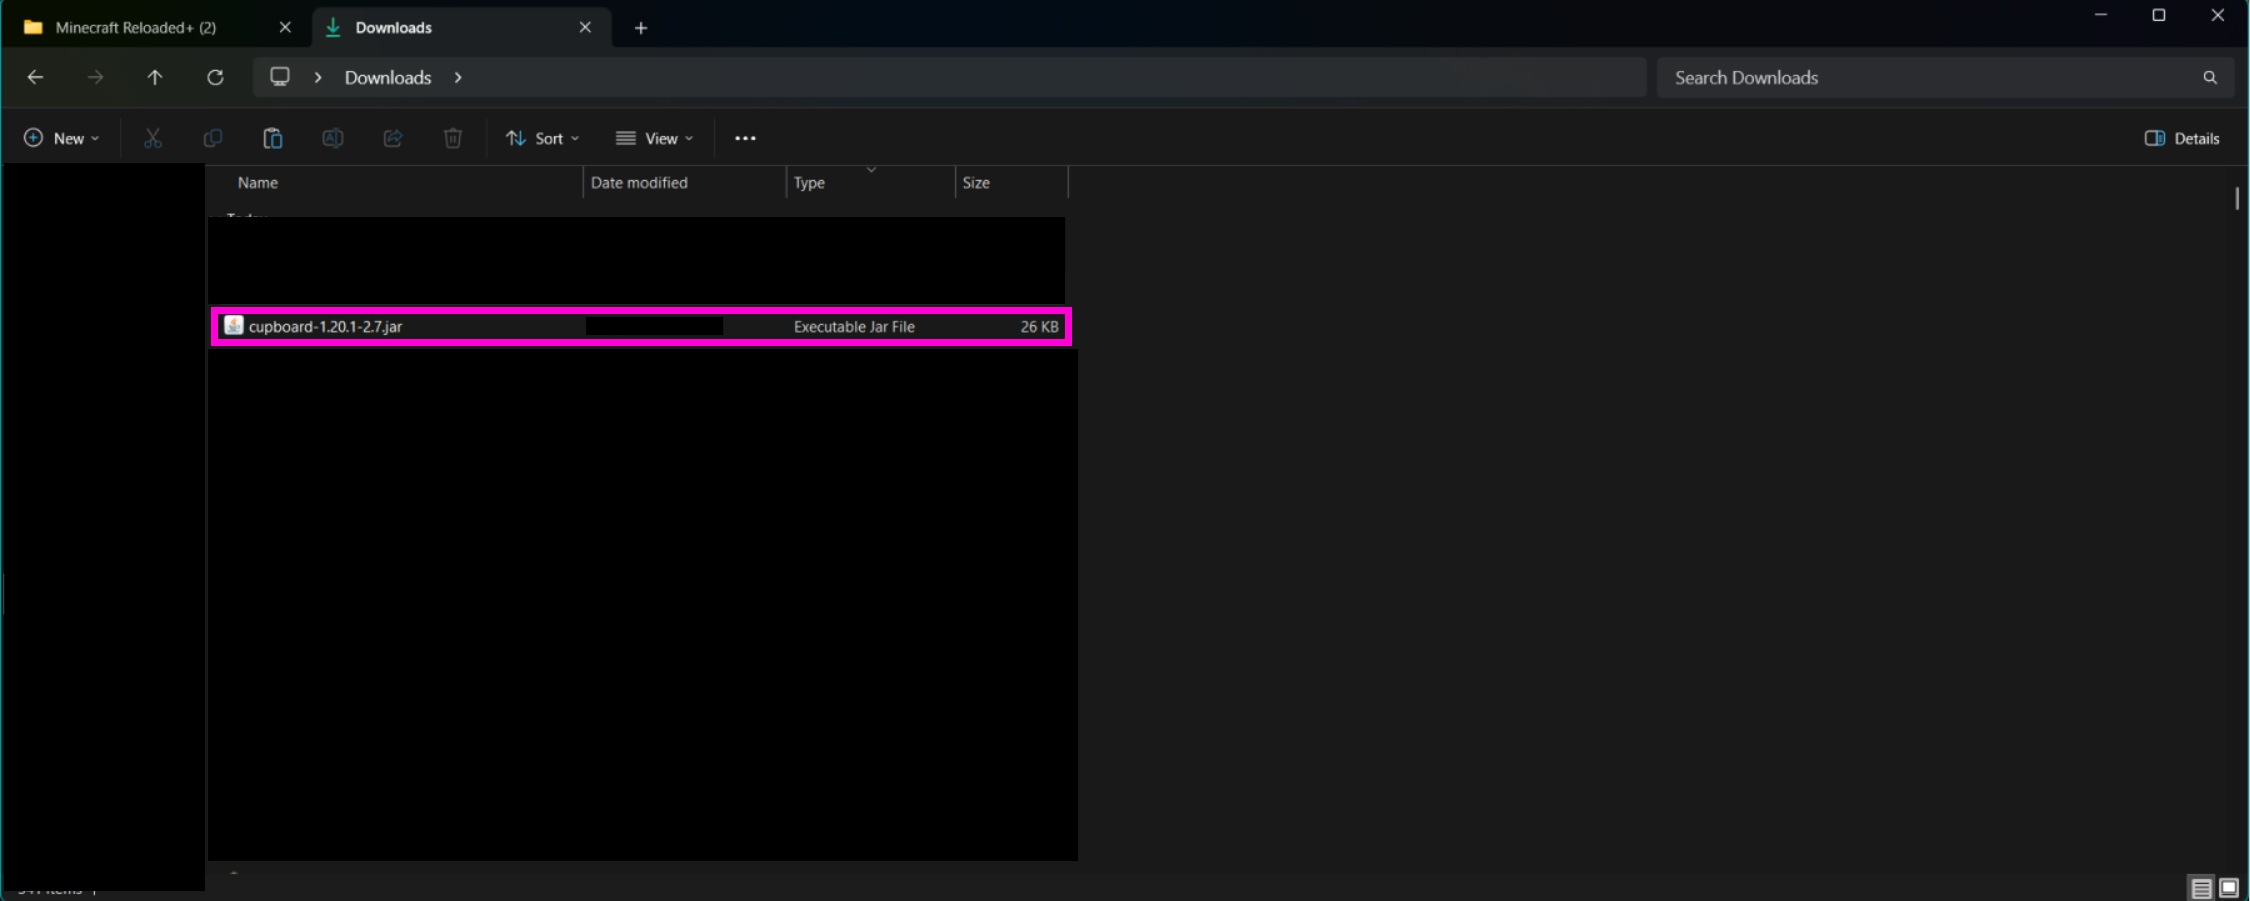 Minecraft Reloaded+ (2)
Downloads
Downloads
Search Downloads
New
Sort
View
Details
Name
Date modified
Type
Size
cupboard-1.20.1-2.7.jar
Executable Jar File
26 KB